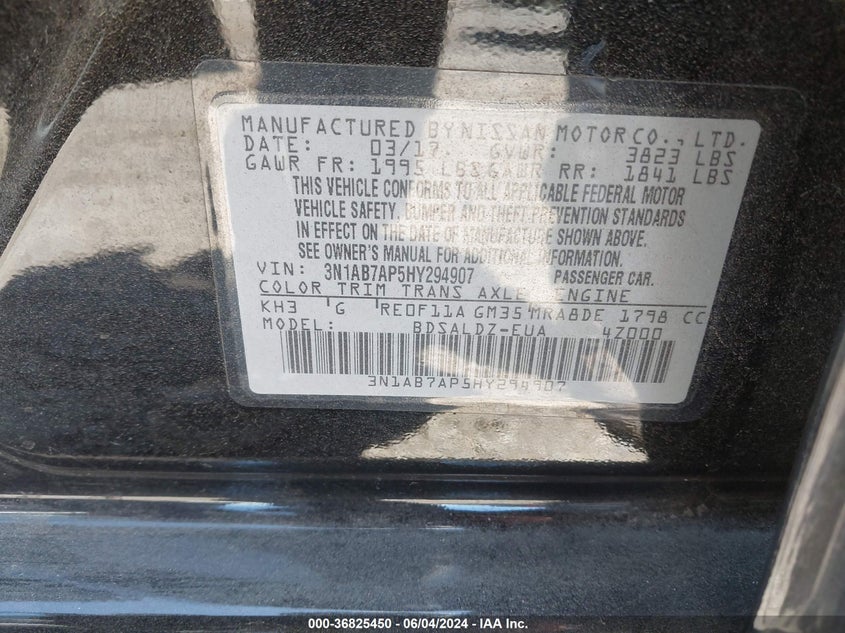 MANUFACTURED BY NISSAN MOTOR CO., LTD.
DATE: 03/17. GVWR: 3823 LBS
GAWR FR: 1995 LBS GAWR RR: 1841 LBS
THIS VEHICLE CONFORMS TO ALL APPLICABLE FEDERAL MOTOR
VEHICLE SAFETY, BUMPER AND THEFT PREVENTION STANDARDS
IN EFFECT ON THE DATE OF MANUFACTURE SHOWN ABOVE.
SEE OWNER'S MANUAL FOR ADDITIONAL INFORMATION.
VIN: 3N1AB7AP5HY294907 PASSENGER CAR.
COLOR TRIM TRANS AXLE ENGINE
KH3 G RE0F11A GM35 MRA8DE 1798 CC
MODEL: BDSALDZ-EUA 4Z000
3N1AB7AP5HY294907
000-36825450 - 06/04/2024 - IAA Inc.